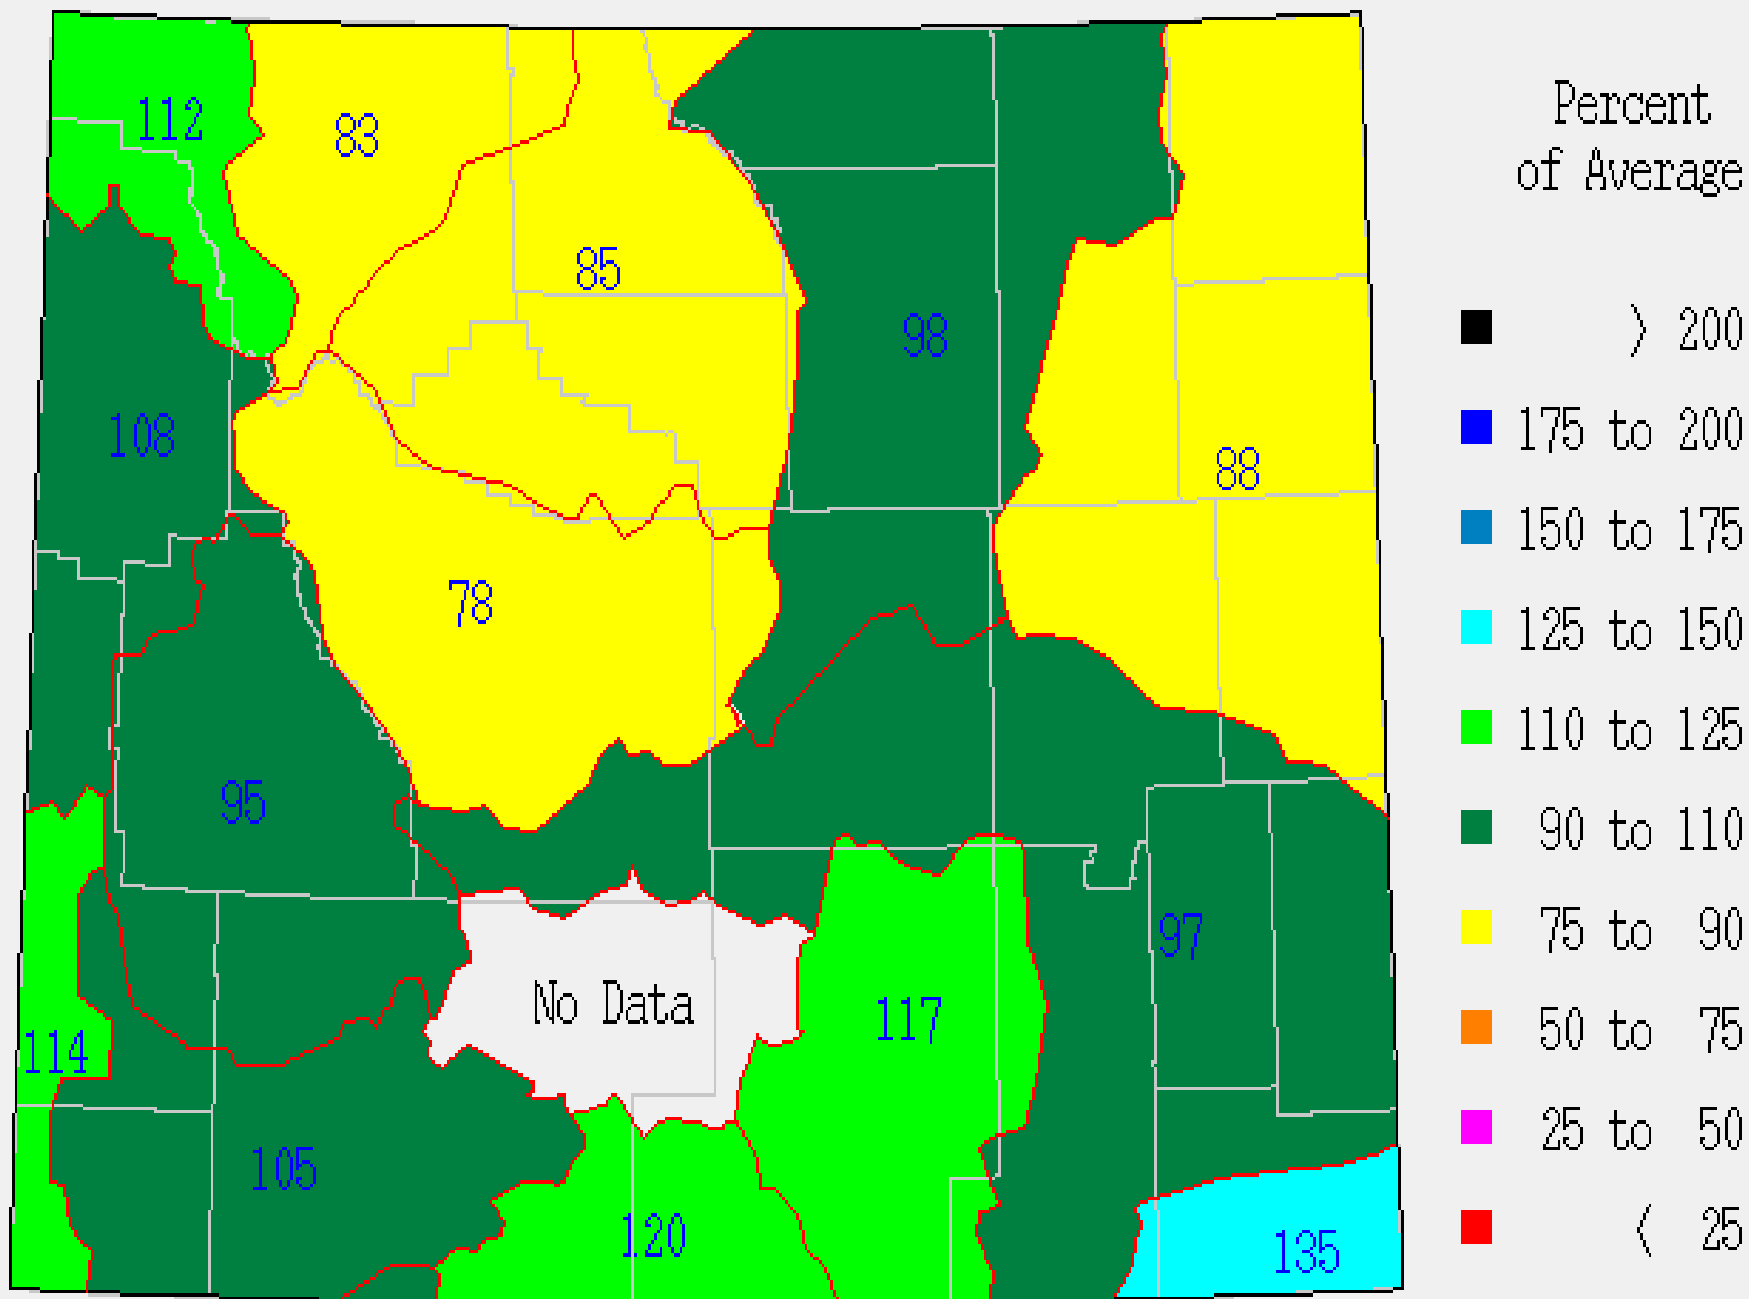 112
83
85
98
108
88
78
95
97
No Data
117
114
105
120
135
Percent
of Average
> 200
175 to 200
150 to 175
125 to 150
110 to 125
90 to 110
75 to 90
50 to 75
25 to 50
< 25